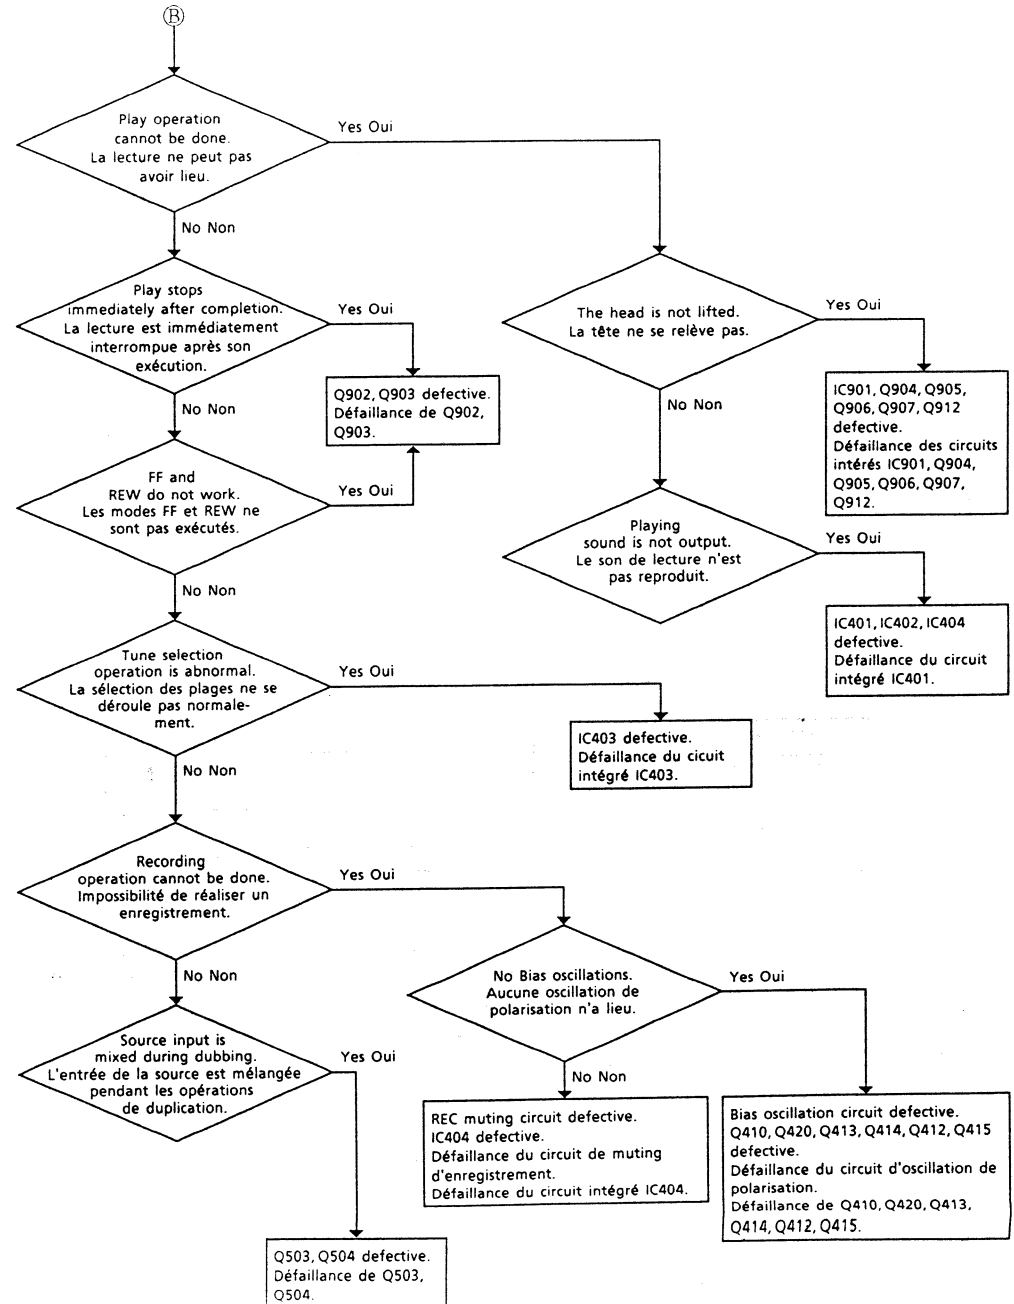 B
Play operation
cannot be done.
La lecture ne peut pas
avoir lieu.
Yes Oui
No Non
Play stops
immediately after completion.
La lecture est immédiatement
interrompue après son
exécution.
Yes Oui
Q902, Q903 defective.
Défaillance de Q902,
Q903.
No Non
FF and
REW do not work.
Les modes FF et REW ne
sont pas exécutés.
Yes Oui
No Non
The head is not lifted.
La tête ne se relève pas.
Yes Oui
IC901, Q904, Q905,
Q906, Q907, Q912
defective.
Défaillance des circuits
intérés IC901, Q904,
Q905, Q906, Q907,
Q912.
No Non
Playing
sound is not output.
Le son de lecture n'est
pas reproduit.
Yes Oui
IC401, IC402, IC404
defective.
Défaillance du circuit
intégré IC401.
Tune selection
operation is abnormal.
La sélection des plages ne se
déroule pas normale-
ment.
Yes Oui
IC403 defective.
Défaillance du cicuit
intégré IC403.
No Non
Recording
operation cannot be done.
Impossibilité de réaliser un
enregistrement.
Yes Oui
No Non
No Bias oscillations.
Aucune oscillation de
polarisation n'a lieu.
Yes Oui
No Non
Source input is
mixed during dubbing.
L'entrée de la source est mélangée
pendant les opérations
de duplication.
Yes Oui
REC muting circuit defective.
IC404 defective.
Défaillance du circuit de muting
d'enregistrement.
Défaillance du circuit intégré IC404.
Bias oscillation circuit defective.
Q410, Q420, Q413, Q414, Q412, Q415
defective.
Défaillance du circuit d'oscillation de
polarisation.
Défaillance de Q410, Q420, Q413,
Q414, Q412, Q415.
Q503, Q504 defective.
Défaillance de Q503,
Q504.